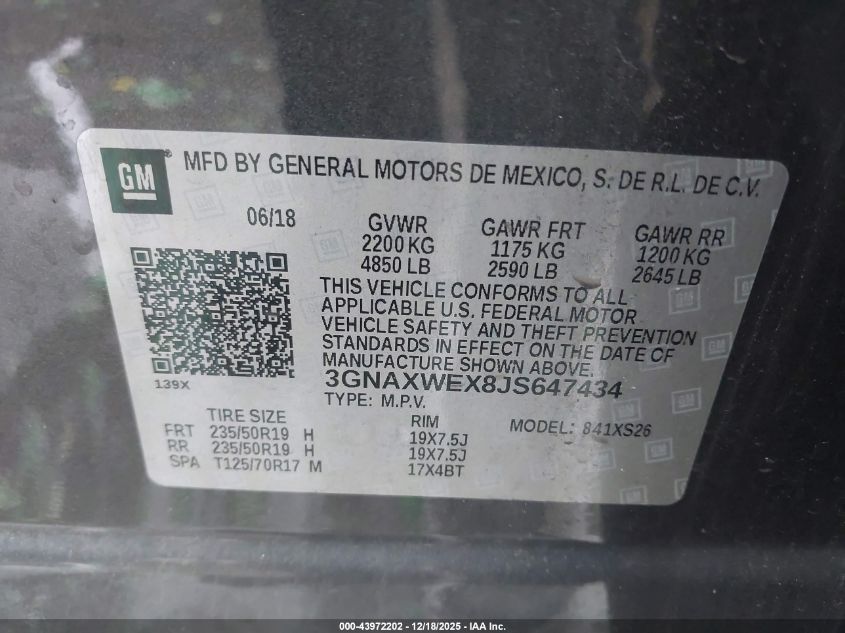 GM® MFD BY GENERAL MOTORS DE MEXICO, S. DE R.L. DE C.V.
06/18 GVWR GAWR FRT GAWR RR
2200 KG 1175 KG 1200 KG
4850 LB 2590 LB 2645 LB
THIS VEHICLE CONFORMS TO ALL
APPLICABLE U.S. FEDERAL MOTOR
VEHICLE SAFETY AND THEFT PREVENTION
STANDARDS IN EFFECT ON THE DATE OF
MANUFACTURE SHOWN ABOVE.
139X 3GNAXWEX8JS647434
TYPE: M.P.V.
TIRE SIZE RIM MODEL: 841XS26
FRT 235/50R19 H 19X7.5J
RR 235/50R19 H 19X7.5J
SPA T125/70R17 M 17X4BT
000-43972202 - 12/18/2025 - IAA Inc.